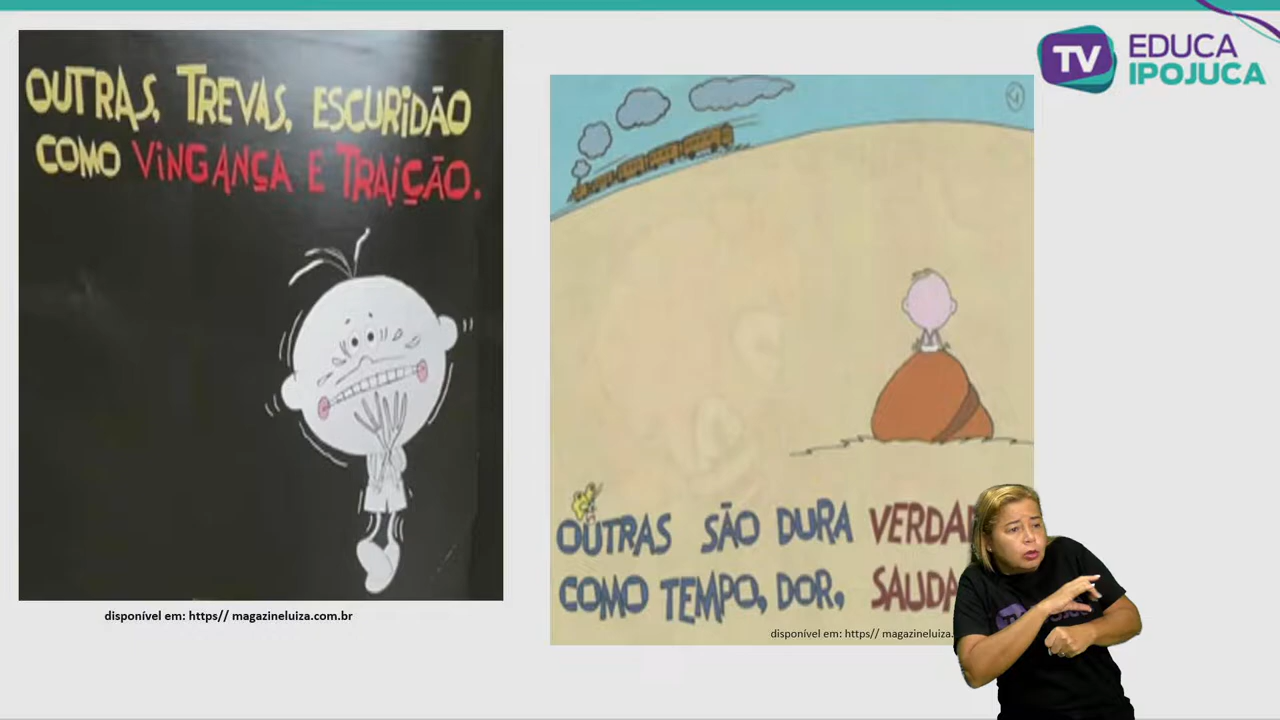 OUTRAS, TREVAS, ESCURIDÃO
COMO VINGANÇA E TRAIÇÃO.
disponível em: https// magazineluiza.com.br
OUTRAS SÃO DURA
COMO TEMPO, DOR,
disponível em: https// magazineluiza.
TV EDUCA
IPOJUCA